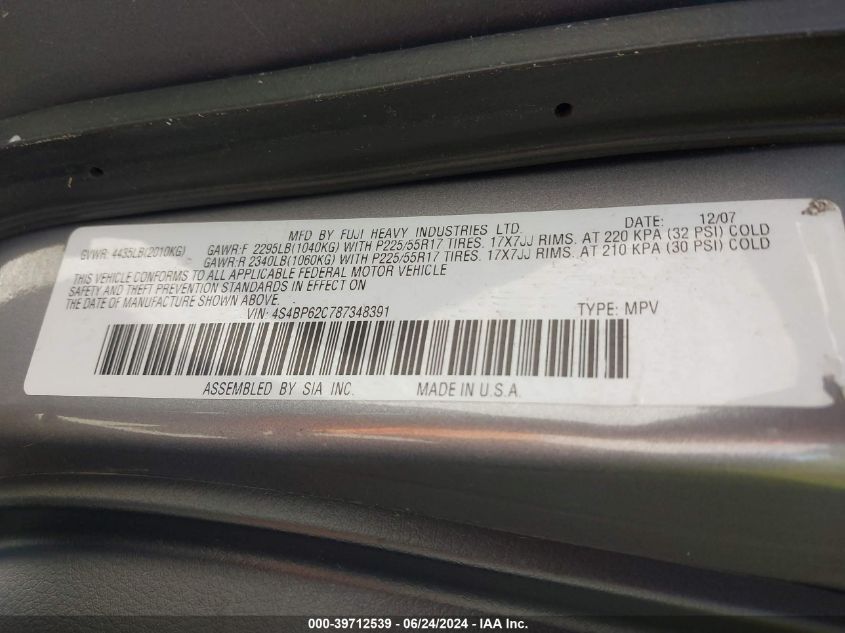 MFD BY FUJI HEAVY INDUSTRIES LTD. DATE: 12/07
GVWR: 4435LB(2010KG) GAWR:F 2295LB(1040KG) WITH P225/55R17 TIRES. 17X7JJ RIMS. AT 220 KPA (32 PSI) COLD
GAWR:R 2340LB(1060KG) WITH P225/55R17 TIRES. 17X7JJ RIMS. AT 210 KPA (30 PSI) COLD
THIS VEHICLE CONFORMS TO ALL APPLICABLE FEDERAL MOTOR VEHICLE
SAFETY AND THEFT PREVENTION STANDARDS IN EFFECT ON
THE DATE OF MANUFACTURE SHOWN ABOVE.
VIN: 4S4BP62C787348391 TYPE: MPV
ASSEMBLED BY SIA INC. MADE IN U.S.A.
000-39712539 / 06/24/2024 - IAA Inc.